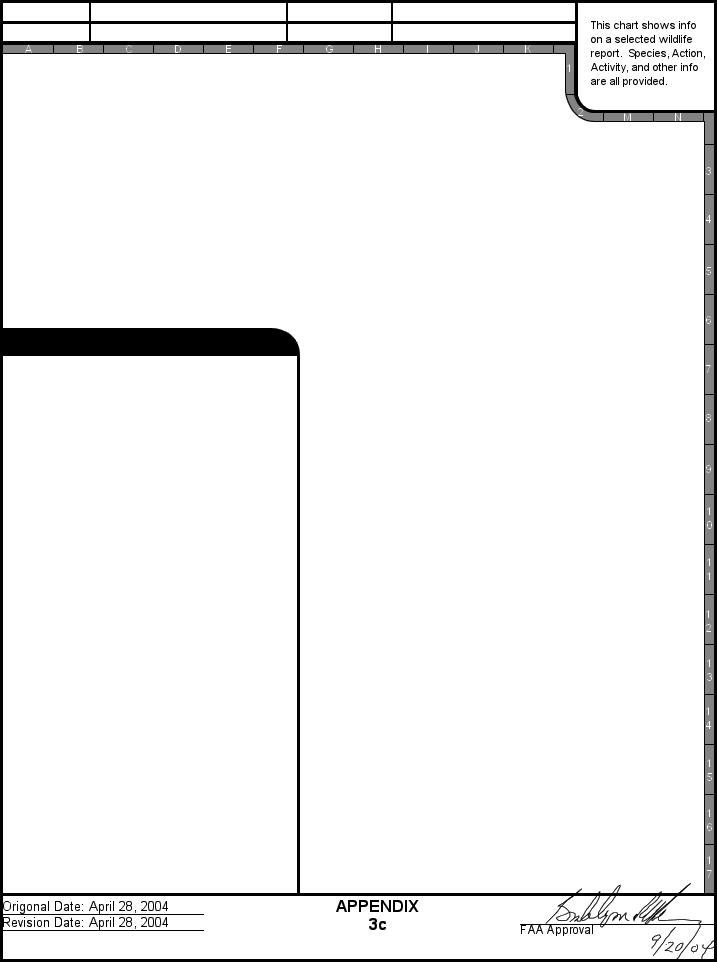 This chart shows info
on a selected wildlife
report. Species, Action,
Activity, and other info
are all provided.
A B C D E F G H I J K
1
2 M N
3
4
5
6
7
8
9
10
11
12
13
14
15
16
17
Origonal Date: April 28, 2004
Revision Date: April 28, 2004
APPENDIX
3c
FAA Approval
9/20/04